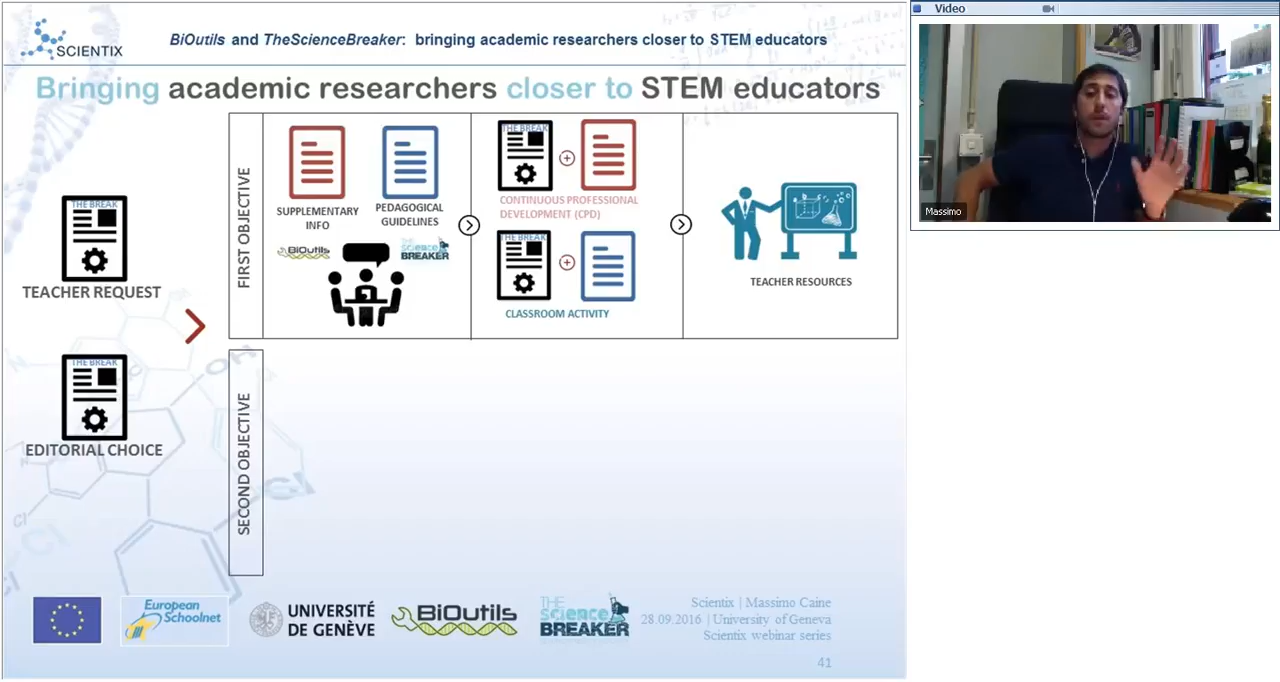 SCIENTIX
BiOutils and TheScienceBreaker: bringing academic researchers closer to STEM educators
Bringing academic researchers closer to STEM educators
THE BREAK
TEACHER REQUEST
THE BREAK
EDITORIAL CHOICE
FIRST OBJECTIVE
SUPPLEMENTARY
INFO
PEDAGOGICAL
GUIDELINES
BiOutils
THE
science
BREAKER
THE BREAK
CONTINUOUS PROFESSIONAL
DEVELOPMENT (CPD)
THE BREAK
CLASSROOM ACTIVITY
TEACHER RESOURCES
SECOND OBJECTIVE
European
Schoolnet
UNIVERSITÉ
DE GENÈVE
BiOutils
THE
science
BREAKER
Scientix | Massimo Caine
28.09.2016 | University of Geneva
Scientix webinar series
41
Video
Massimo